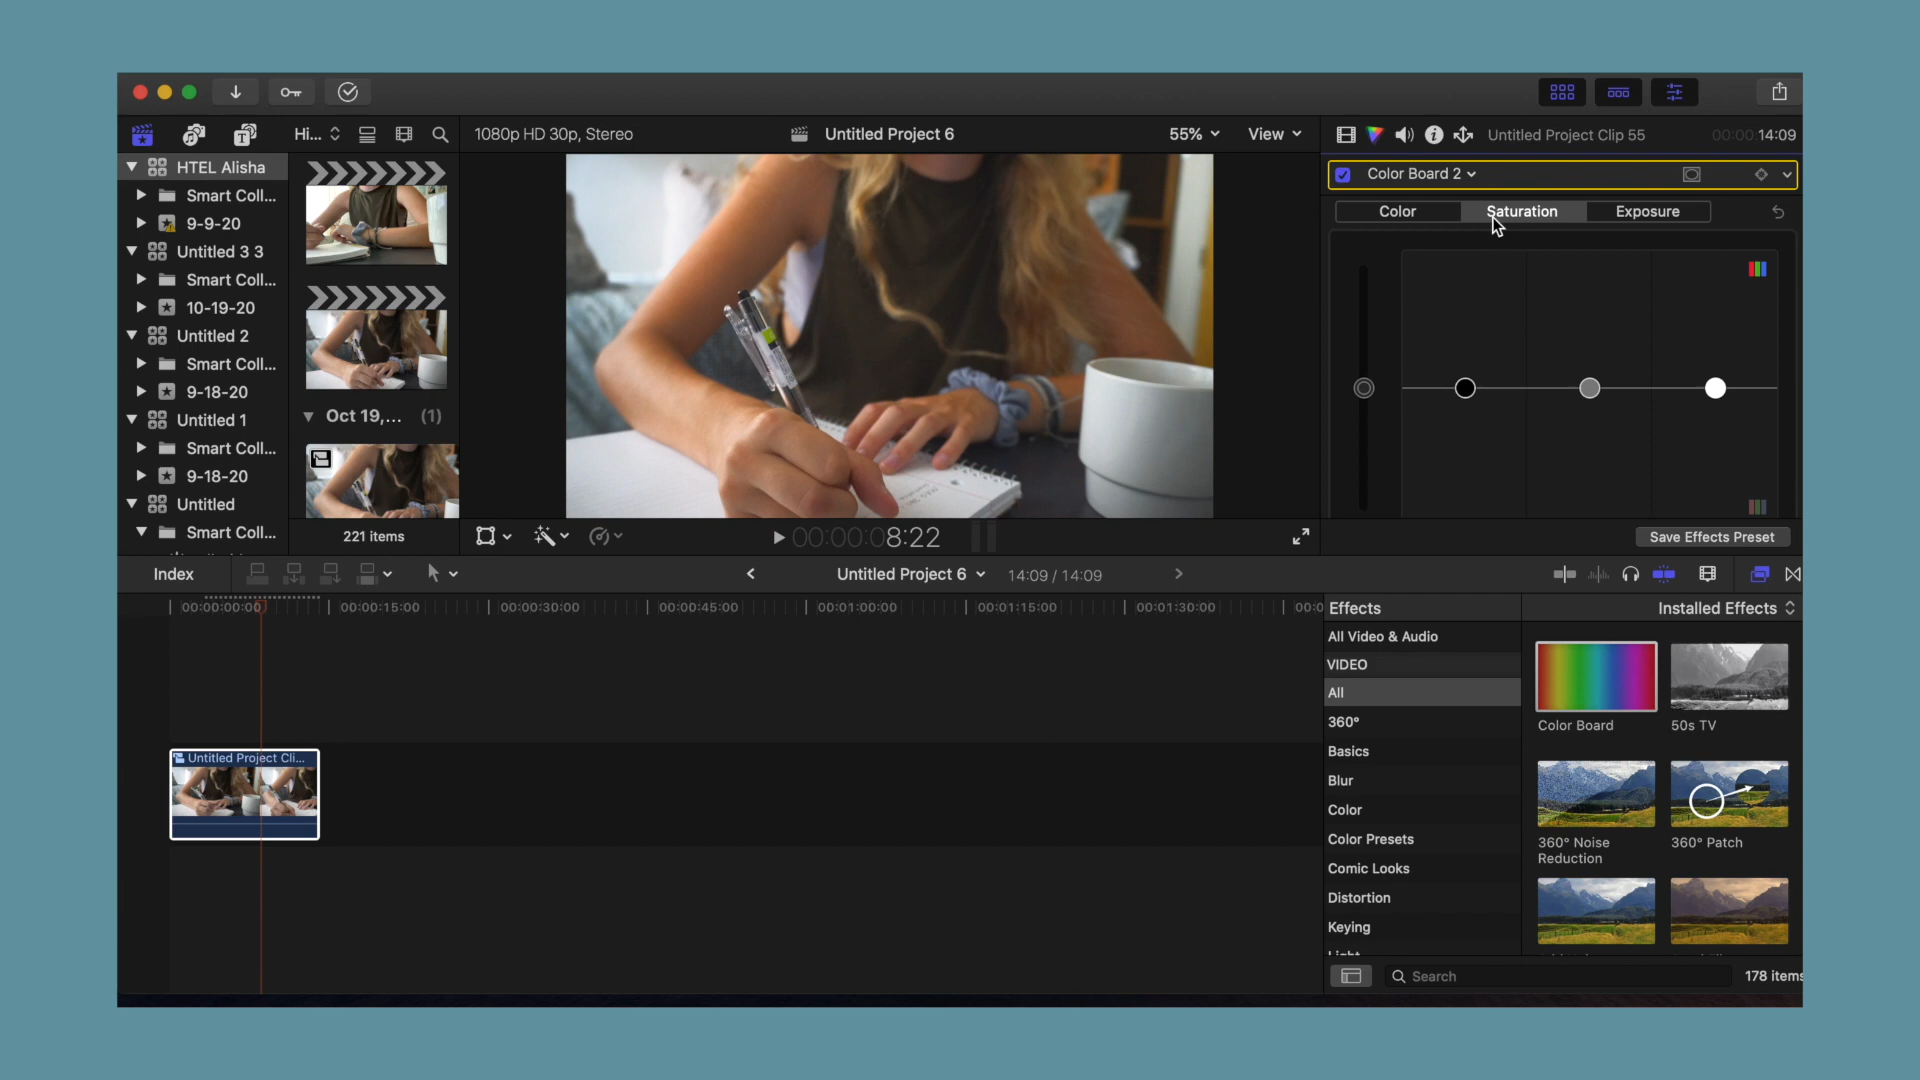 Hi...
1080p HD 30p, Stereo
Untitled Project 6
55%
View
Untitled Project Clip 55
00:00:14:09
HTEL Alisha
Smart Coll...
9-9-20
Untitled 3 3
Smart Coll...
10-19-20
Untitled 2
Smart Coll...
9-18-20
Untitled 1
Smart Coll...
9-18-20
Untitled
Smart Coll...
Oct 19,... (1)
221 items
Color Board 2
Color
Saturation
Exposure
00:00:08:22
Save Effects Preset
Index
Untitled Project 6
14:09 / 14:09
00:00:00:00
00:00:15:00
00:00:30:00
00:00:45:00
00:01:00:00
00:01:15:00
00:01:30:00
Untitled Project Cli...
Effects
Installed Effects
All Video & Audio
VIDEO
All
360°
Basics
Blur
Color
Color Presets
Comic Looks
Distortion
Keying
Color Board
50s TV
360° Noise
Reduction
360° Patch
Search
178 items